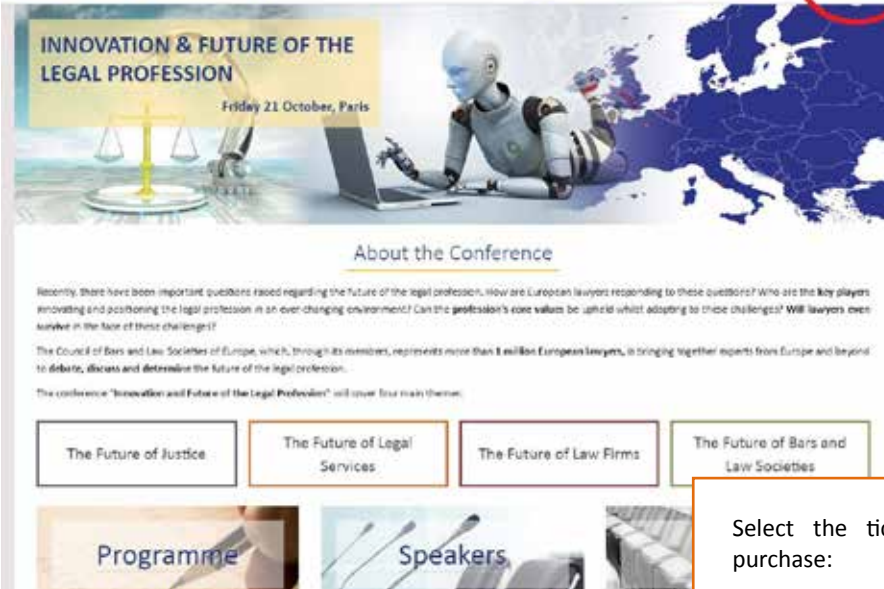 INNOVATION & FUTURE OF THE
LEGAL PROFESSION
Friday 21 October, Paris
About the Conference
Recently, there have been important questions raised regarding the future of the legal profession. How are European lawyers responding to these questions? Who are the key players
innovating and positioning the legal profession in an ever-changing environment? Can the profession's core values be upheld whilst adapting to these challenges? Will lawyers even
survive in the face of these challenges?
The Council of Bars and Law Societies of Europe, which, through its members, represents more than 1 million European lawyers, is bringing together experts from Europe and beyond
to debate, discuss and determine the future of the legal profession.
The conference "Innovation and Future of the Legal Profession" will cover four main themes:
The Future of Justice
The Future of Legal
Services
The Future of Law Firms
The Future of Bars and
Law Societies
Programme
Speakers
Select the
purchase: